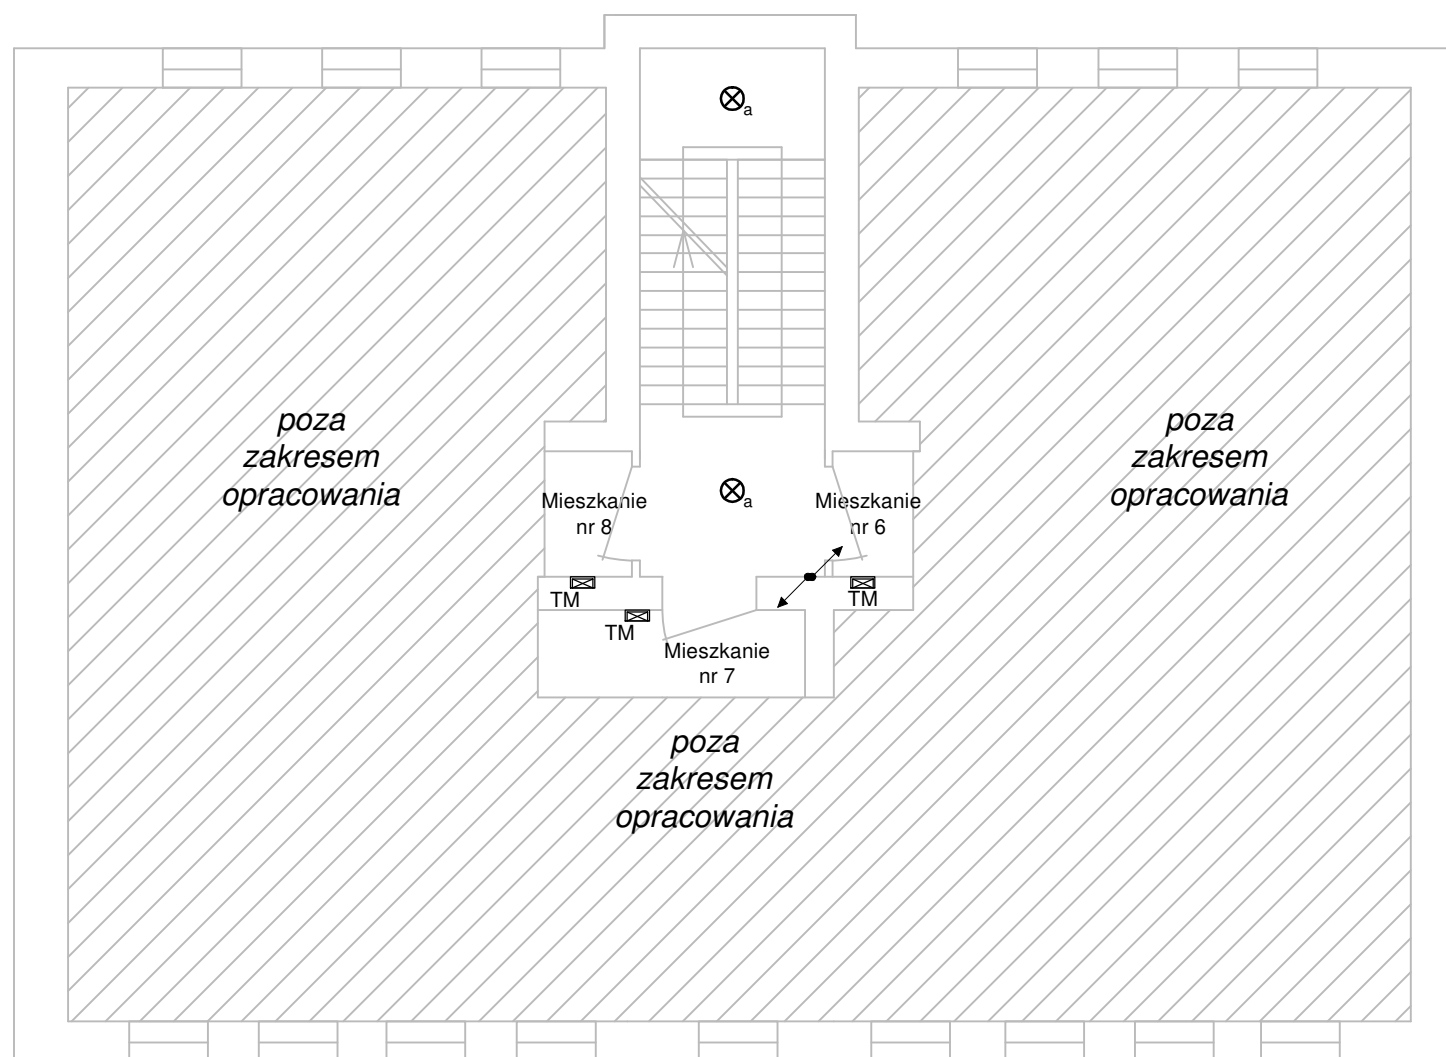 a
poza
zakresem
opracowania
poza
zakresem
opracowania
Mieszkanie
nr 8
a
Mieszkanie
nr 6
TM
TM
TM
Mieszkanie
nr 7
poza
zakresem
opracowania